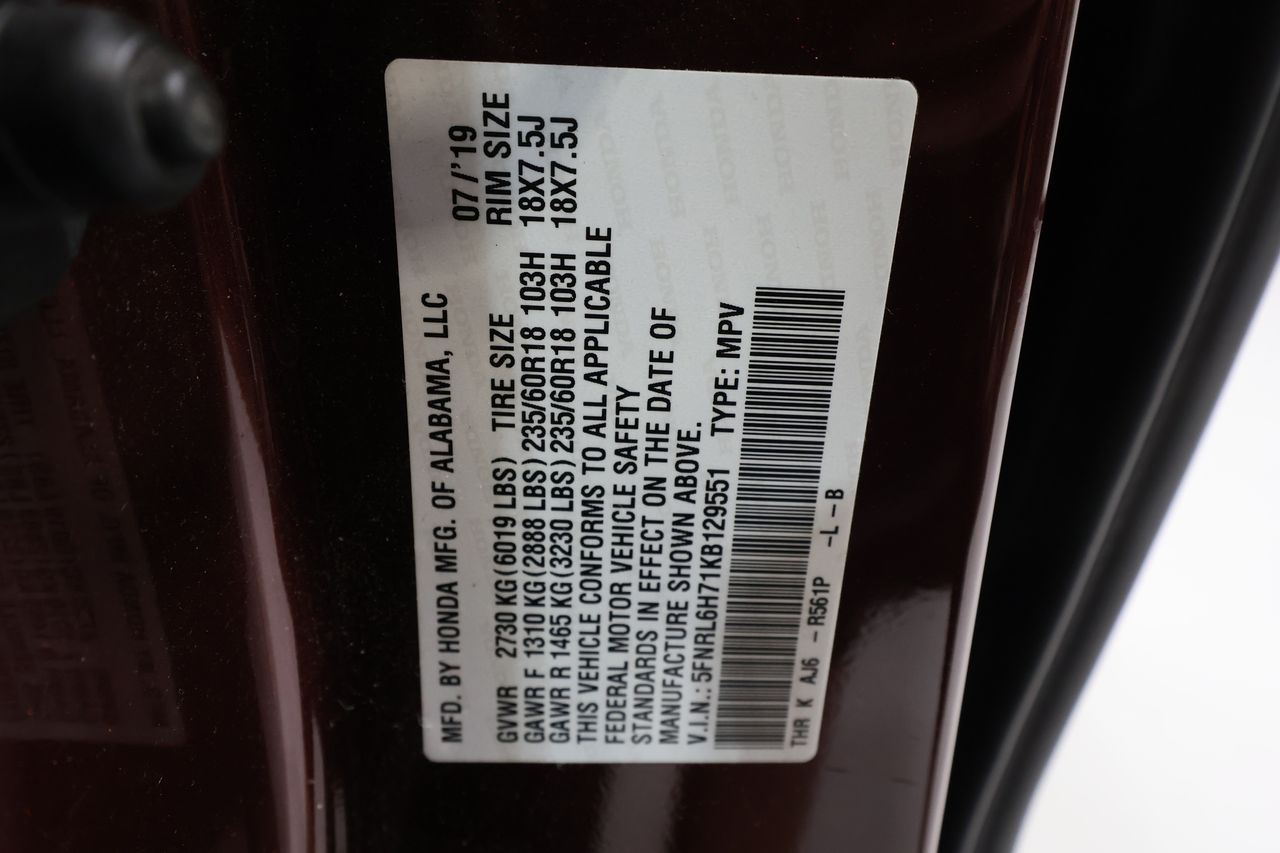 MFD. BY HONDA MFG. OF ALABAMA, LLC 07/'19
GVWR 2730 KG(6019 LBS) TIRE SIZE RIM SIZE
GAWR F 1310 KG(2888 LBS) 235/60R18 103H 18X7.5J
GAWR R 1465 KG(3230 LBS) 235/60R18 103H 18X7.5J
THIS VEHICLE CONFORMS TO ALL APPLICABLE
FEDERAL MOTOR VEHICLE SAFETY
STANDARDS IN EFFECT ON THE DATE OF
MANUFACTURE SHOWN ABOVE.
V.I.N.: 5FNRL6H71KB129551 TYPE: MPV
THR K AJ6 -R561P -L-B